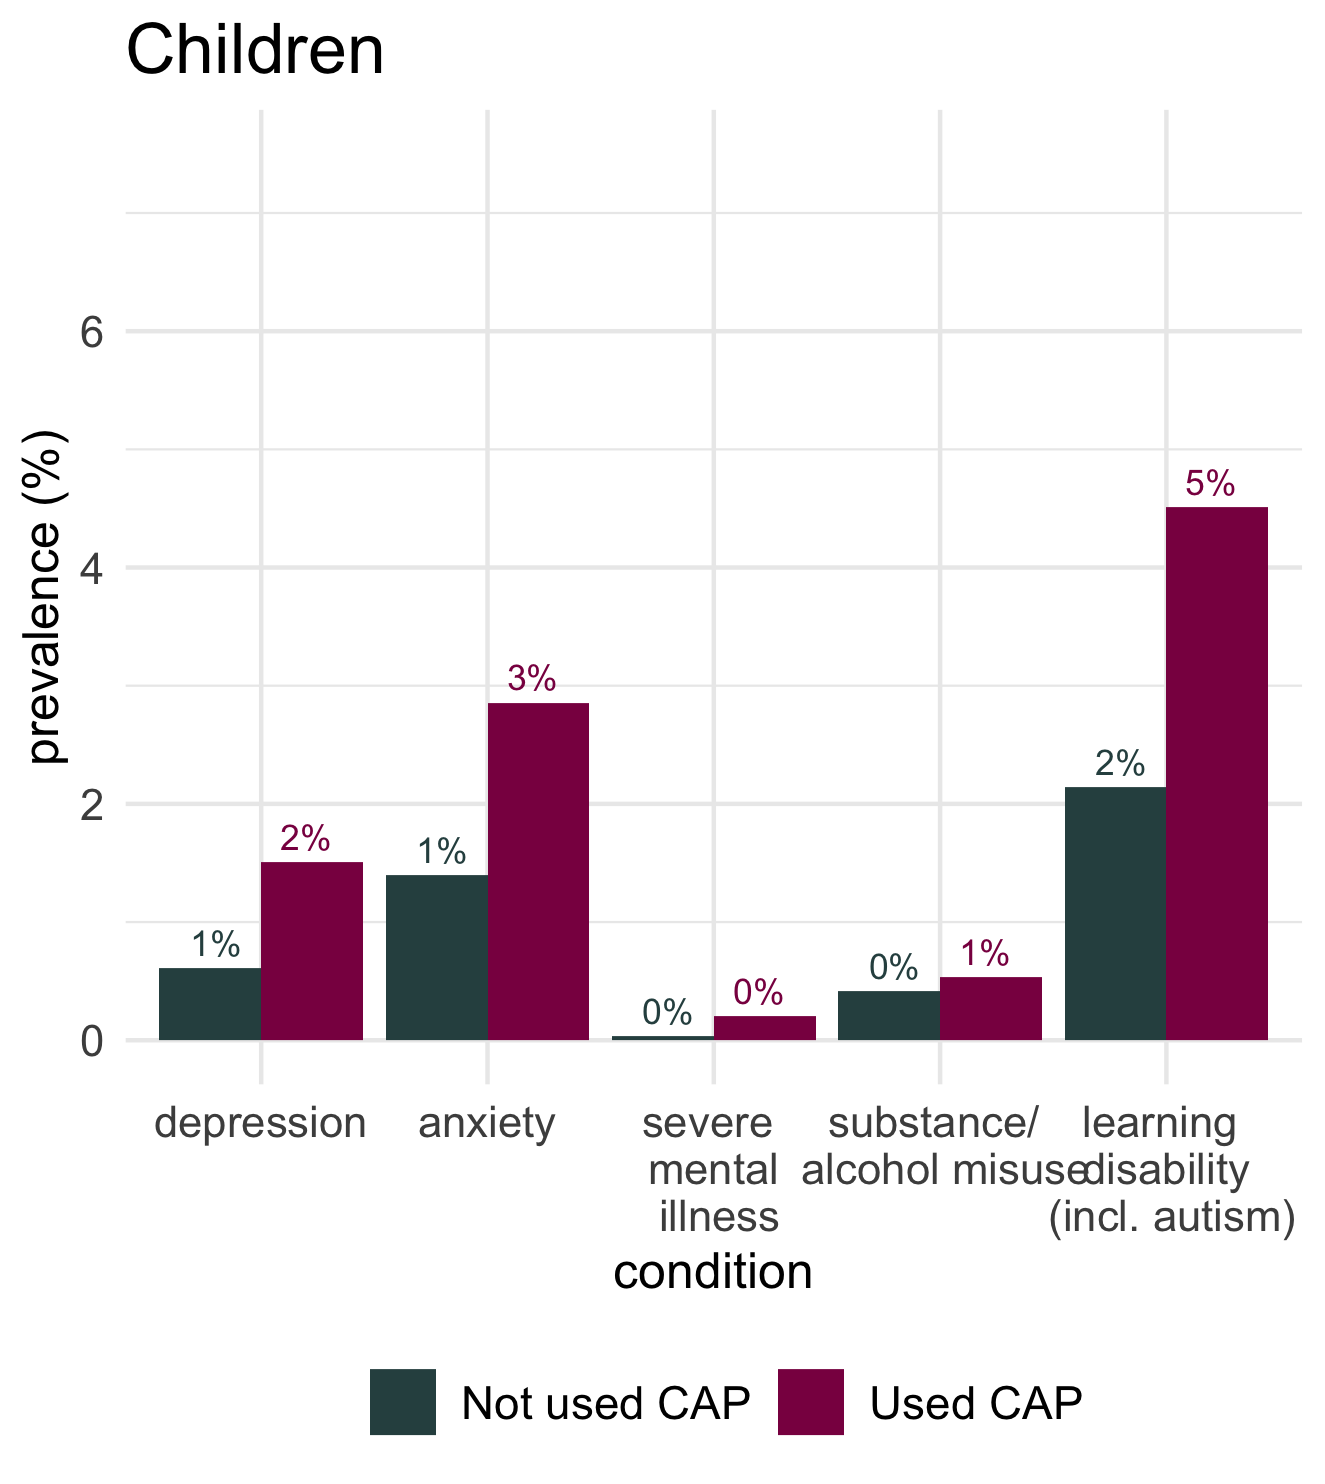 Children
prevalence (%)
6
4
2
0
1%
2%
1%
3%
0%
0%
0%
1%
2%
5%
depression
anxiety
severe
mental
illness
substance/
alcohol misuse
learning
disability
(incl. autism)
condition
Not used CAP
Used CAP